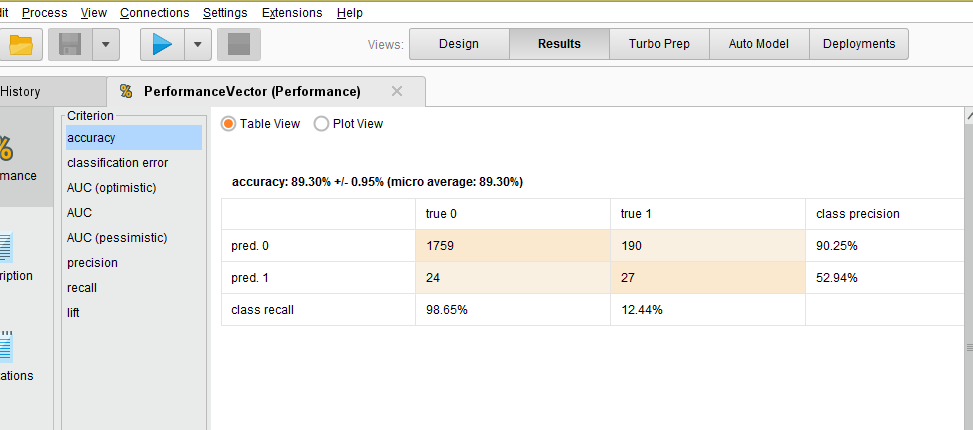 dit Process View Connections Settings Extensions Help
Views: Design Results Turbo Prep Auto Model Deployments
History PerformanceVector (Performance)
%
mance
ription
tations
Criterion
accuracy
classification error
AUC (optimistic)
AUC
AUC (pessimistic)
precision
recall
lift
Table View Plot View
accuracy: 89.30% +/- 0.95% (micro average: 89.30%)
true 0 true 1 class precision
pred. 0 1759 190 90.25%
pred. 1 24 27 52.94%
class recall 98.65% 12.44%